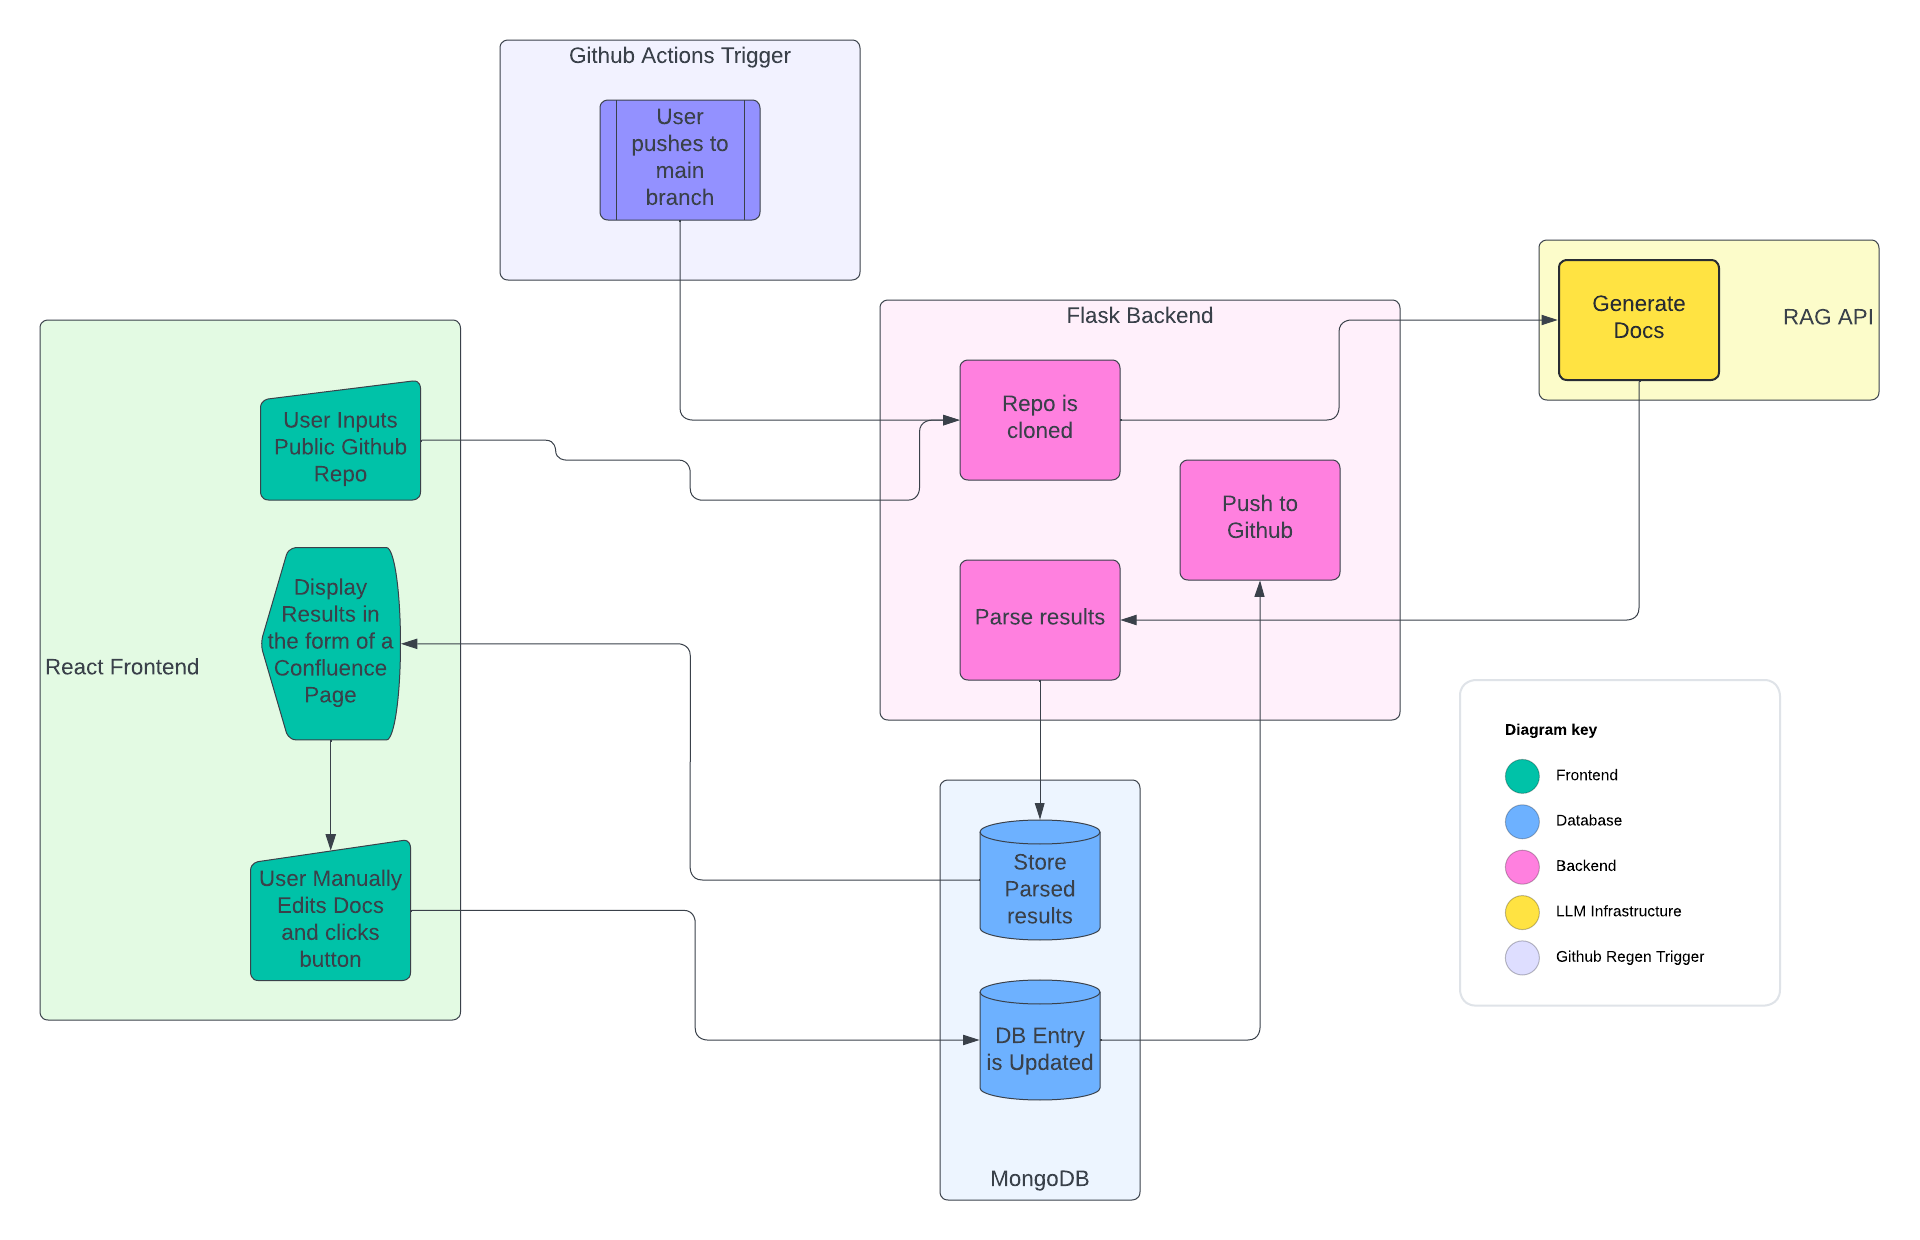 Github Actions Trigger
User
pushes to
main
branch
Flask Backend
Repo is
cloned
Push to
Github
Parse results
Generate
Docs
RAG API
React Frontend
User Inputs
Public Github
Repo
Display
Results in
the form of a
Confluence
Page
User Manually
Edits Docs
and clicks
button
Store
Parsed
results
DB Entry
is Updated
MongoDB
Diagram key
Frontend
Database
Backend
LLM Infrastructure
Github Regen Trigger